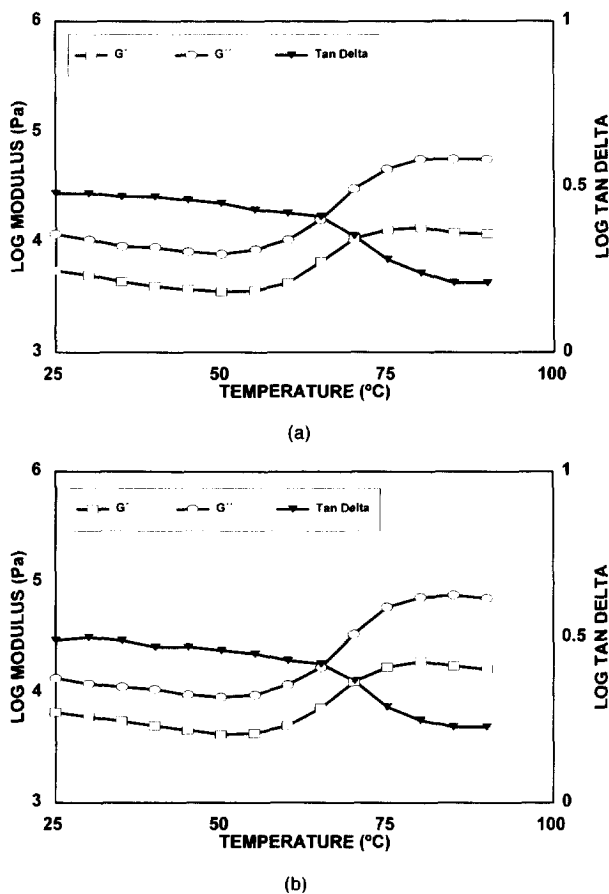 6
1
G´ G´´ Tan Delta
5
LOG MODULUS (Pa)
0.5
LOG TAN DELTA
4
3
0
25 50 75 100
TEMPERATURE (ºC)
(a)
6
1
G´ G´´ Tan Delta
5
LOG MODULUS (Pa)
0.5
LOG TAN DELTA
4
3
0
25 50 75 100
TEMPERATURE (ºC)
(b)